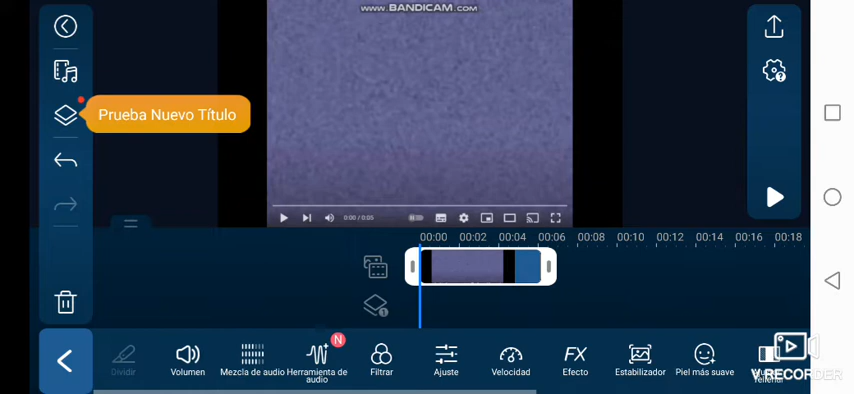 www.BANDICAM.com
Prueba Nuevo Título
0:00 / 0:05
00:00 00:02 00:04 00:06 00:08 00:10 00:12 00:14 00:16 00:18
1
N
Dividir Volumen Mezcla de audio Herramienta de audio Filtrar Ajuste Velocidad FX Efecto Estabilizador Piel más suave
V.RECORDER